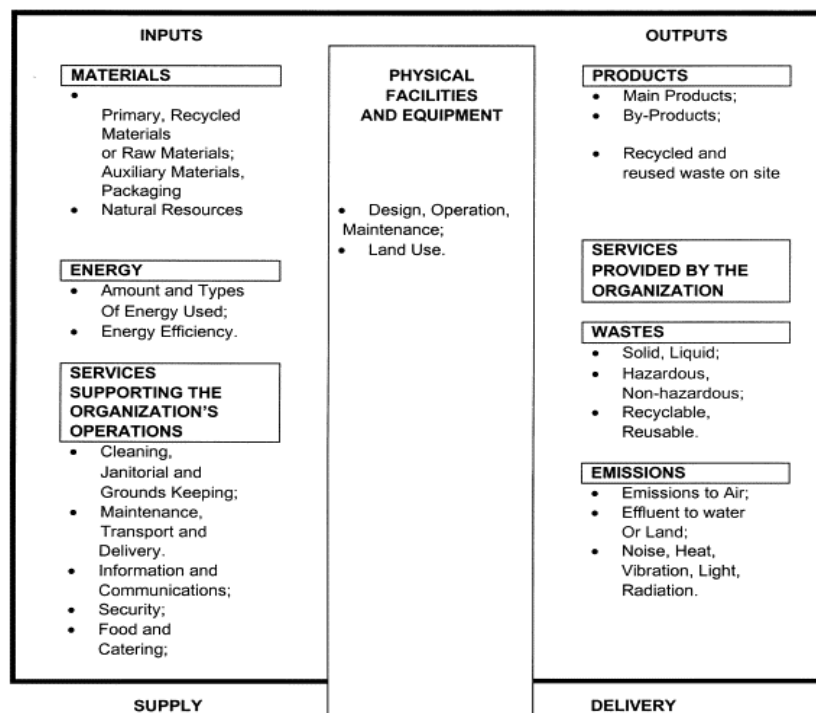 INPUTS
MATERIALS
•
Primary, Recycled
Materials
or Raw Materials;
Auxiliary Materials,
Packaging
• Natural Resources
ENERGY
• Amount and Types
Of Energy Used;
• Energy Efficiency.
SERVICES
SUPPORTING THE
ORGANIZATION'S
OPERATIONS
• Cleaning,
Janitorial and
Grounds Keeping;
• Maintenance,
Transport and
Delivery.
• Information and
Communications;
• Security;
• Food and
Catering;
SUPPLY
PHYSICAL
FACILITIES
AND EQUIPMENT
• Design, Operation,
Maintenance;
• Land Use.
OUTPUTS
PRODUCTS
• Main Products;
• By-Products;
• Recycled and
reused waste on site
SERVICES
PROVIDED BY THE
ORGANIZATION
WASTES
• Solid, Liquid;
• Hazardous,
Non-hazardous;
• Recyclable,
Reusable.
EMISSIONS
• Emissions to Air;
• Effluent to water
Or Land;
• Noise, Heat,
Vibration, Light,
Radiation.
DELIVERY